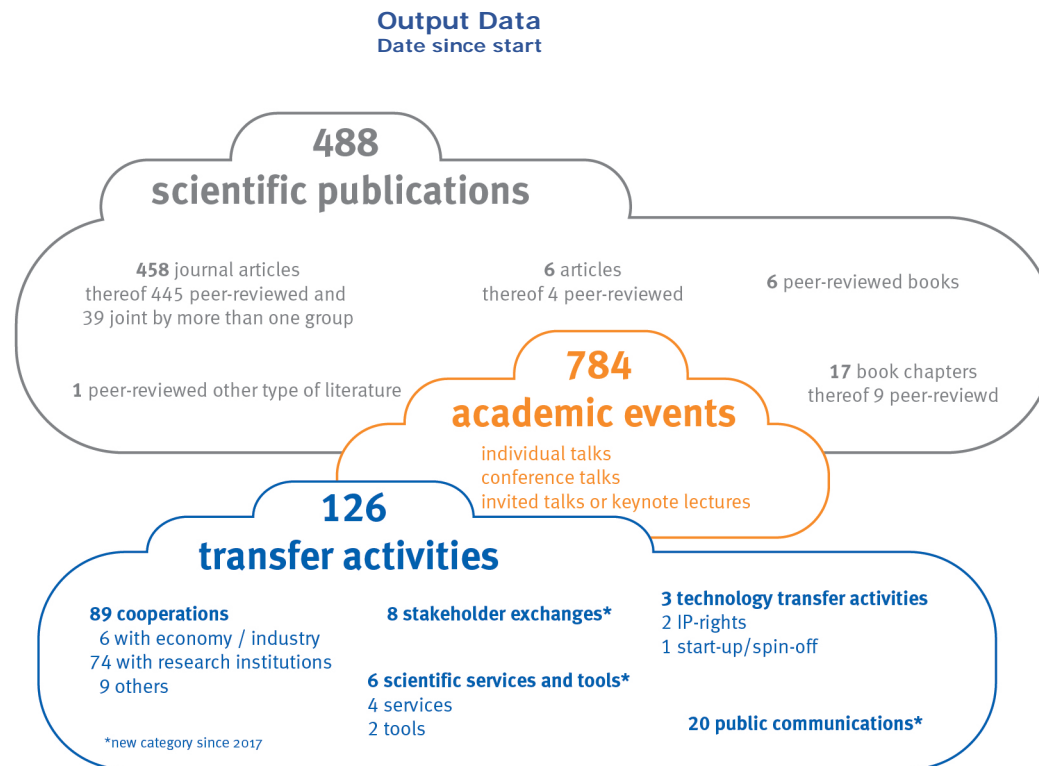 Output Data
Date since start
488
scientific publications
458 journal articles
thereof 445 peer-reviewed and
39 joint by more than one group
6 articles
thereof 4 peer-reviewed
6 peer-reviewed books
1 peer-reviewed other type of literature
17 book chapters
thereof 9 peer-reviewd
784
academic events
individual talks
conference talks
invited talks or keynote lectures
126
transfer activities
89 cooperations
6 with economy / industry
74 with research institutions
9 others
8 stakeholder exchanges*
6 scientific services and tools*
4 services
2 tools
3 technology transfer activities
2 IP-rights
1 start-up/spin-off
20 public communications*
*new category since 2017